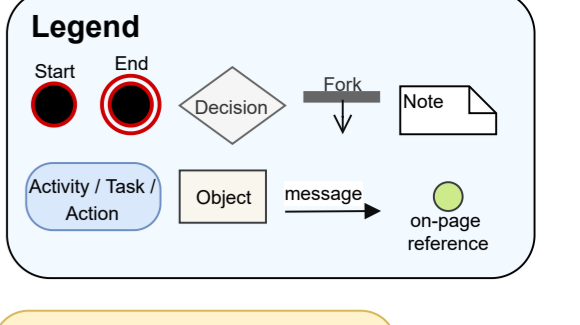 Legend
Start
End
Decision
Fork
Note
Activity / Task /
Action
Object
message
on-page
reference